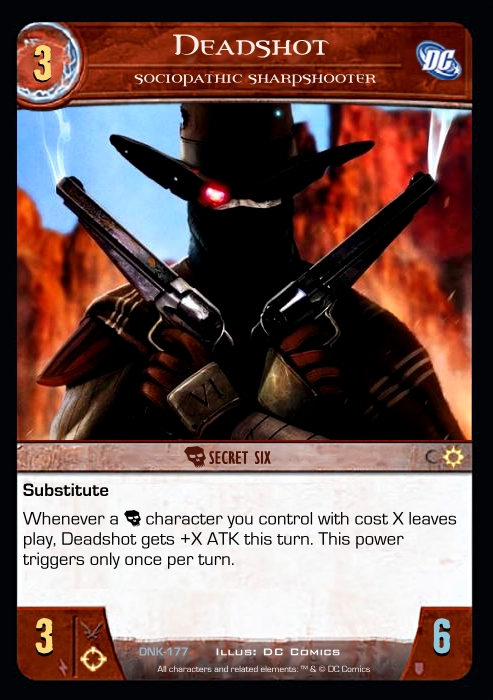 3
DEADSHOT
DC
SOCIOPATHIC SHARPSHOOTER
VI
SECRET SIX
C
Substitute
Whenever a character you control with cost X leaves
play, Deadshot gets +X ATK this turn. This power
triggers only once per turn.
3
6
DNK-177 ILLUS: DC COMICS
All characters and related elements: ™ & © DC Comics